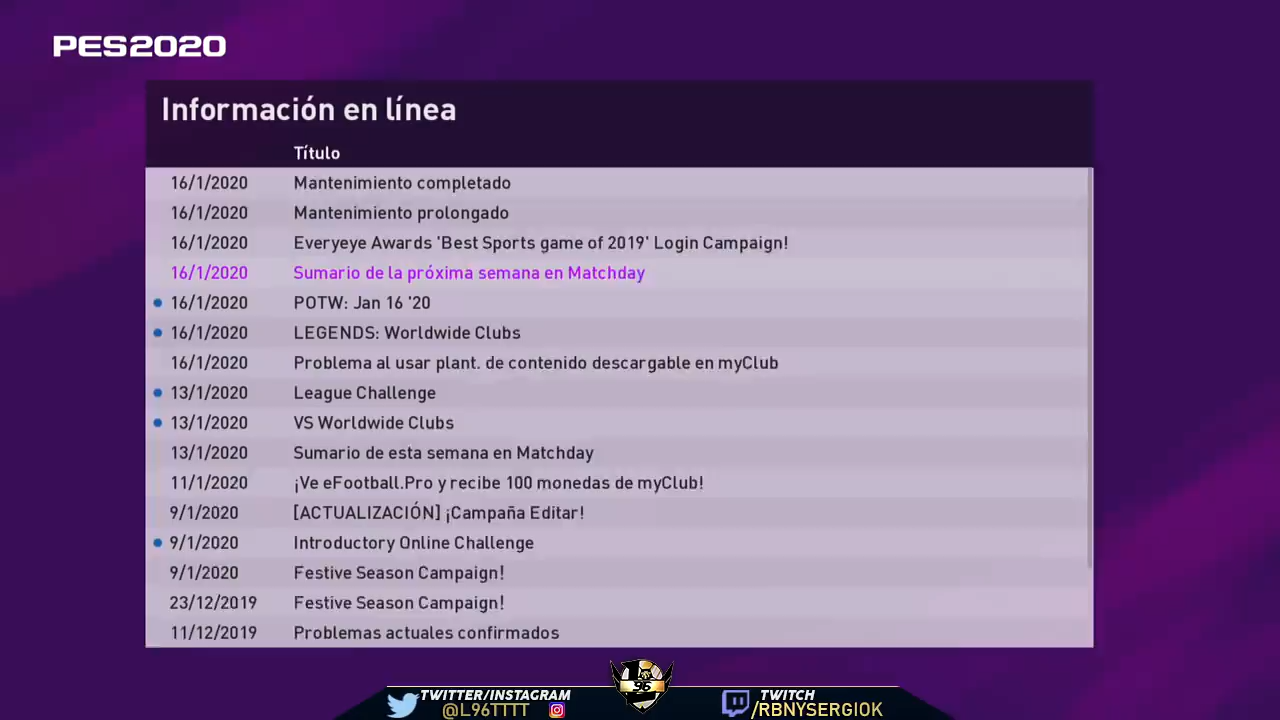 PES2020
Información en línea
Título
16/1/2020 Mantenimiento completado
16/1/2020 Mantenimiento prolongado
16/1/2020 Everyeye Awards 'Best Sports game of 2019' Login Campaign!
16/1/2020 Sumario de la próxima semana en Matchday
16/1/2020 POTW: Jan 16 '20
16/1/2020 LEGENDS: Worldwide Clubs
16/1/2020 Problema al usar plant. de contenido descargable en myClub
13/1/2020 League Challenge
13/1/2020 VS Worldwide Clubs
13/1/2020 Sumario de esta semana en Matchday
11/1/2020 ¡Ve eFootball.Pro y recibe 100 monedas de myClub!
9/1/2020 [ACTUALIZACIÓN] ¡Campaña Editar!
9/1/2020 Introductory Online Challenge
9/1/2020 Festive Season Campaign!
23/12/2019 Festive Season Campaign!
11/12/2019 Problemas actuales confirmados
TWITTER/INSTAGRAM
@L96TTTT
96
TWITCH
/RBNYSERGIOK